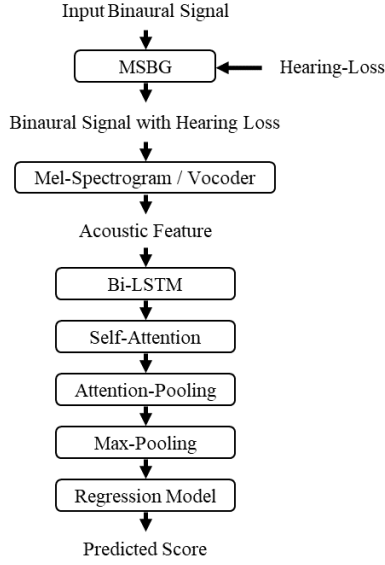 Input Binaural Signal
MSBG
Hearing-Loss
Binaural Signal with Hearing Loss
Mel-Spectrogram / Vocoder
Acoustic Feature
Bi-LSTM
Self-Attention
Attention-Pooling
Max-Pooling
Regression Model
Predicted Score